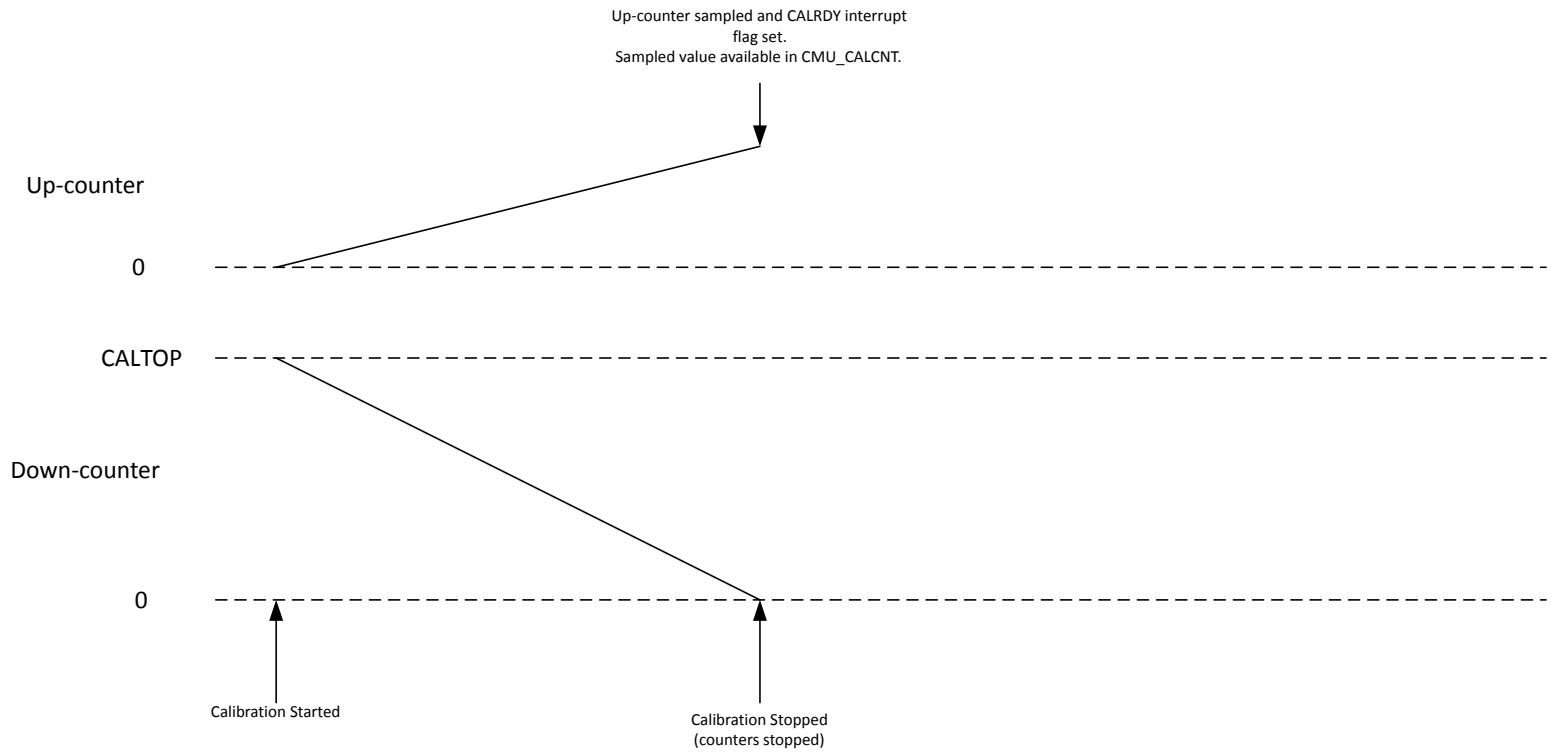 Up-counter sampled and CALRDY interrupt
flag set.
Sampled value available in CMU_CALCNT.
Up-counter
0
CALTOP
Down-counter
0
Calibration Started
Calibration Stopped
(counters stopped)